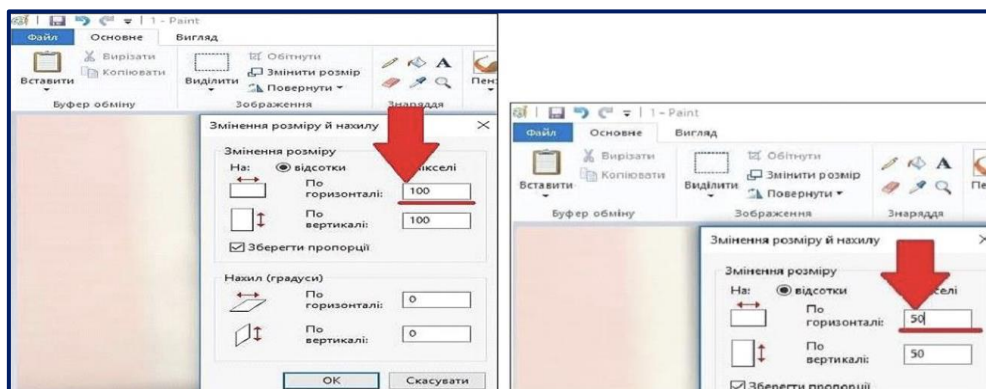 1 - Paint
Файл Основне Вигляд
Вставити
Вирізати
Копіювати
Буфер обміну
Виділити
Обітнути
Змінити розмір
Повернути
Зображення
A
Знаряддя
Змінення розміру й нахилу
Змінення розміру
На: відсотки
По горизонталі: 100
По вертикалі: 100
Зберегти пропорції
Нахил (градуси)
По горизонталі: 0
По вертикалі: 0
ОК Скасувати
1 - Paint
Файл Основне Вигляд
Вставити
Вирізати
Копіювати
Буфер обміну
Виділити
Обітнути
Змінити розмір
Повернути
Зображення
A
Знаряддя
Змінення розміру й нахилу
Змінення розміру
На: відсотки
По горизонталі: 50
По вертикалі: 50
Зберегти пропорції